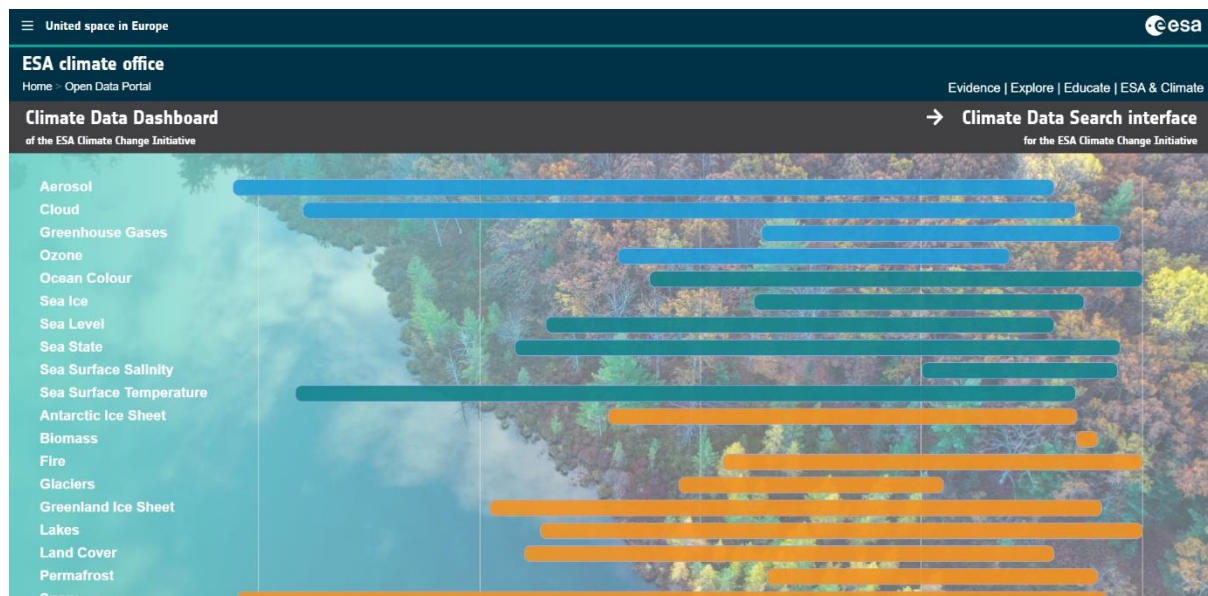 United space in Europe
esa
ESA climate office
Home > Open Data Portal
Evidence | Explore | Educate | ESA & Climate
Climate Data Dashboard
of the ESA Climate Change Initiative
→ Climate Data Search interface
for the ESA Climate Change Initiative
Aerosol
Cloud
Greenhouse Gases
Ozone
Ocean Colour
Sea Ice
Sea Level
Sea State
Sea Surface Salinity
Sea Surface Temperature
Antarctic Ice Sheet
Biomass
Fire
Glaciers
Greenland Ice Sheet
Lakes
Land Cover
Permafrost